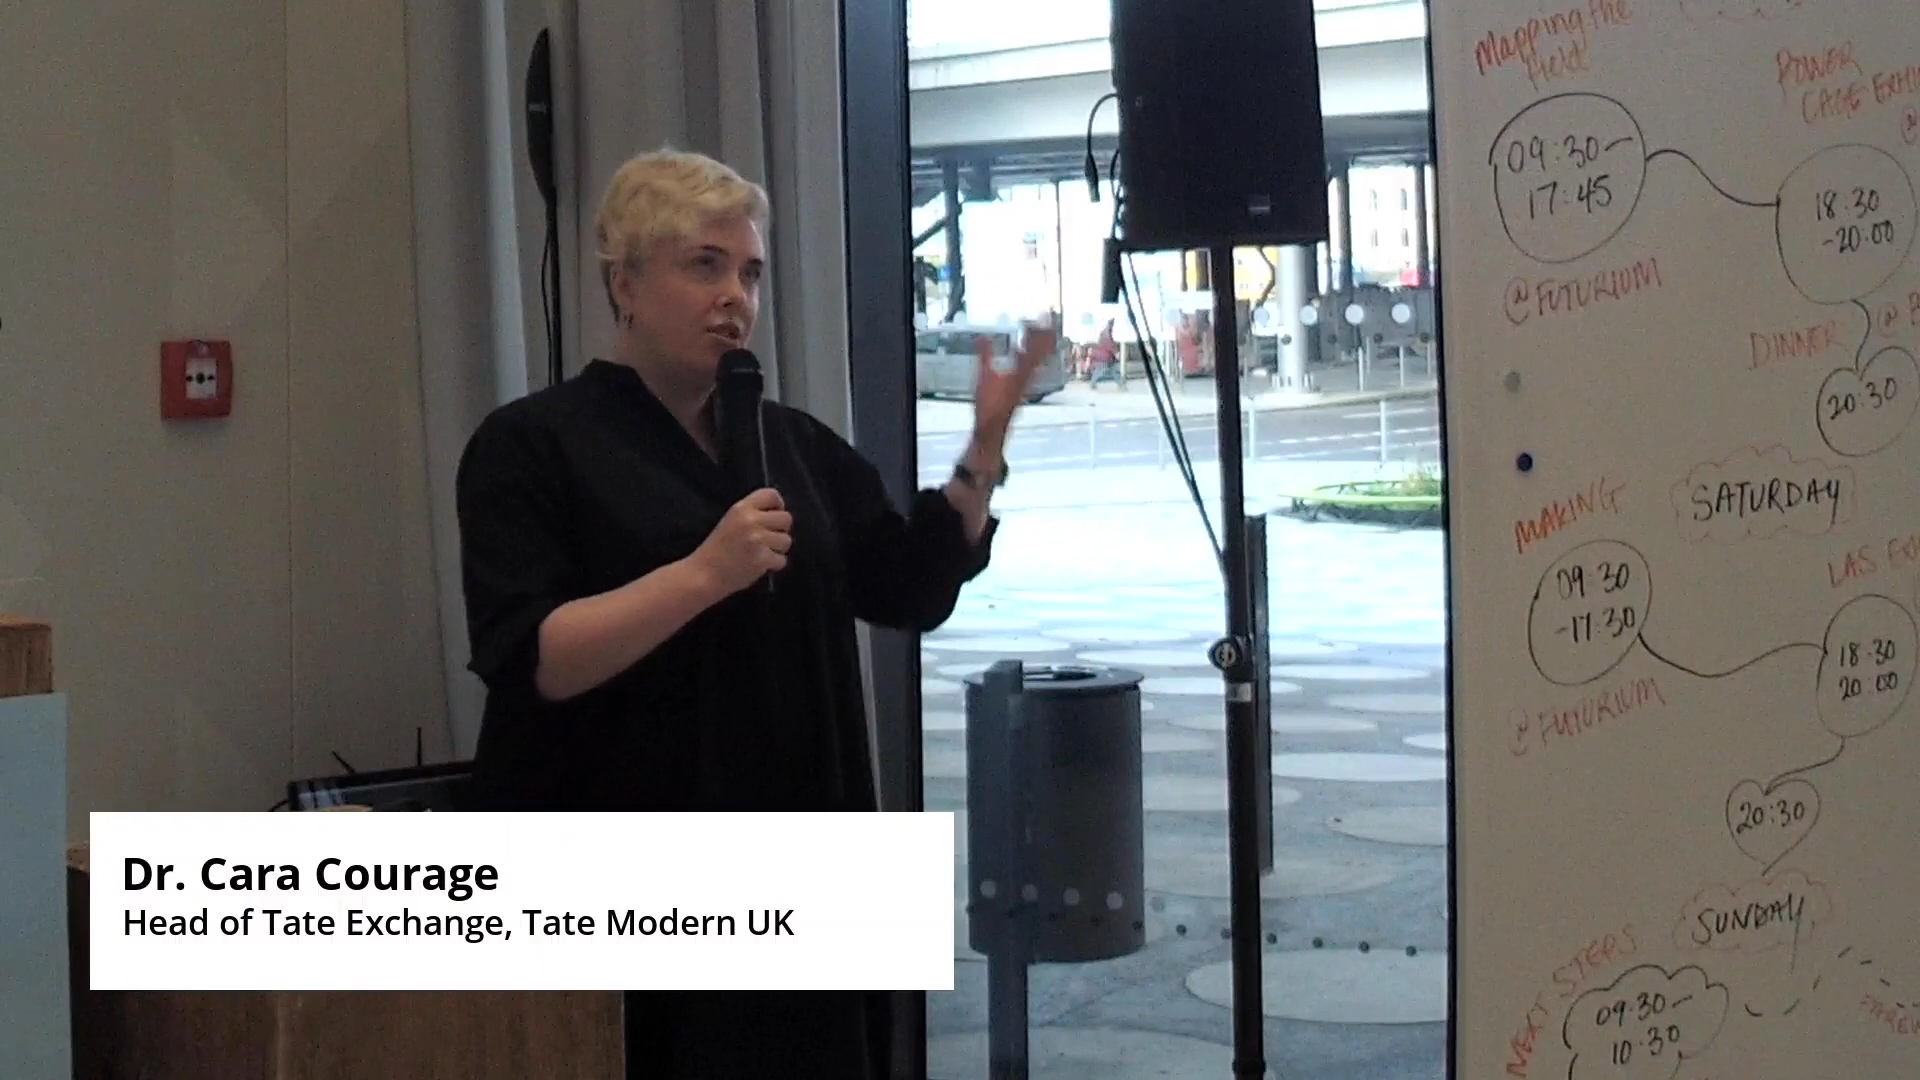 Mapping the
field
POWER
CAGE
09:30-
17:45
18.30
-20.00
@FUTURIUM
DINNER
20:30
SATURDAY
MAKING
09.30
-17.30
18.30
20:00
@FUTURIUM
20:30
SUNDAY
NEXT STEPS
09.30-
10.30
Dr. Cara Courage
Head of Tate Exchange, Tate Modern UK